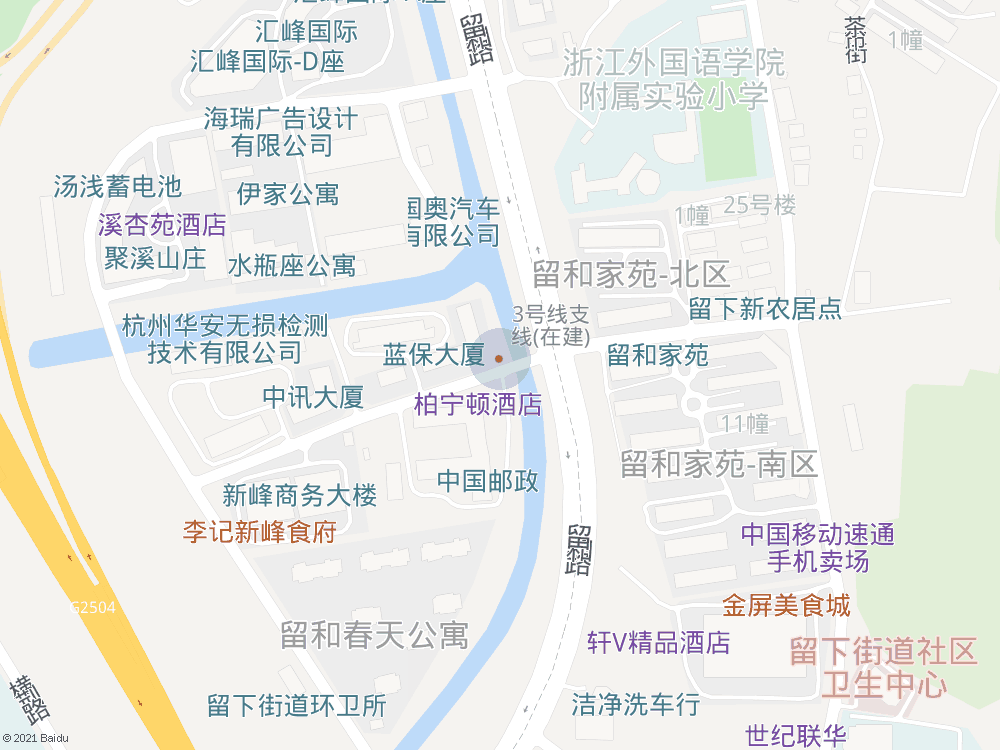 汇峰国际
汇峰国际-D座
留和路
茶市街
1幢
浙江外国语学院
附属实验小学
海瑞广告设计
有限公司
汤浅蓄电池
伊家公寓
溪杏苑酒店
国奥汽车
有限公司
1幢
25号楼
聚溪山庄
水瓶座公寓
留和家苑-北区
3号线支
线(在建)
留下新农居点
杭州华安无损检测
技术有限公司
蓝保大厦
留和家苑
中讯大厦
柏宁顿酒店
11幢
留和家苑-南区
中国邮政
新峰商务大楼
李记新峰食府
留和路
中国移动速通
手机卖场
G2504
金屏美食城
留和春天公寓
轩V精品酒店
留下街道社区
卫生中心
留下街道环卫所
洁净洗车行
世纪联华
© 2021 Baidu